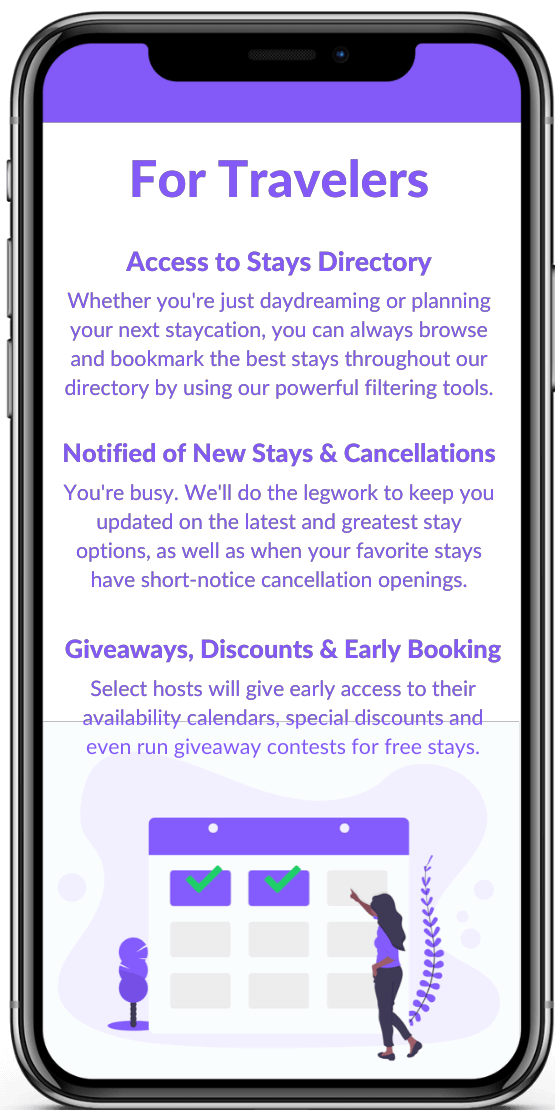 For Travelers
Access to Stays Directory
Whether you're just daydreaming or planning
your next staycation, you can always browse
and bookmark the best stays throughout our
directory by using our powerful filtering tools.
Notified of New Stays & Cancellations
You're busy. We'll do the legwork to keep you
updated on the latest and greatest stay
options, as well as when your favorite stays
have short-notice cancellation openings.
Giveaways, Discounts & Early Booking
Select hosts will give early access to their
availability calendars, special discounts and
even run giveaway contests for free stays.